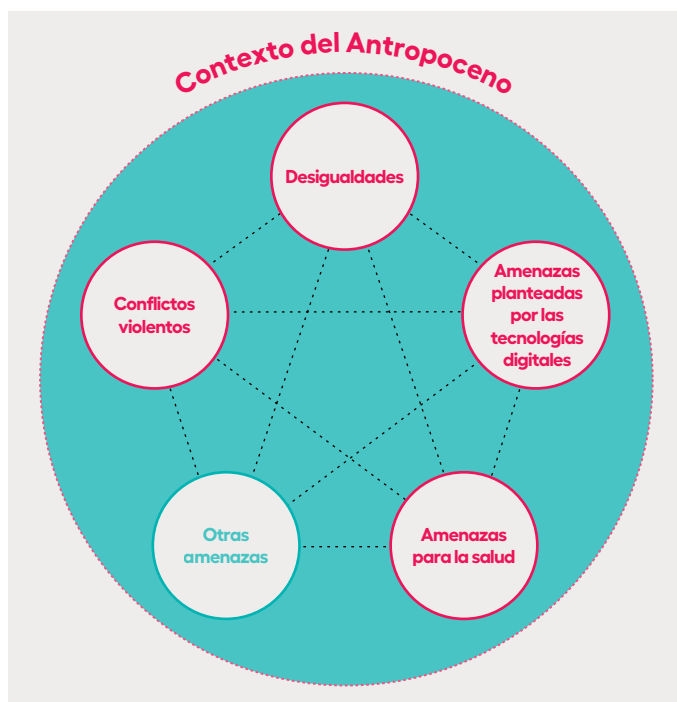 Contexto del Antropoceno
Desigualdades
Conflictos
violentos
Amenazas
planteadas
por las
tecnologías
digitales
Otras
amenazas
Amenazas
para la salud